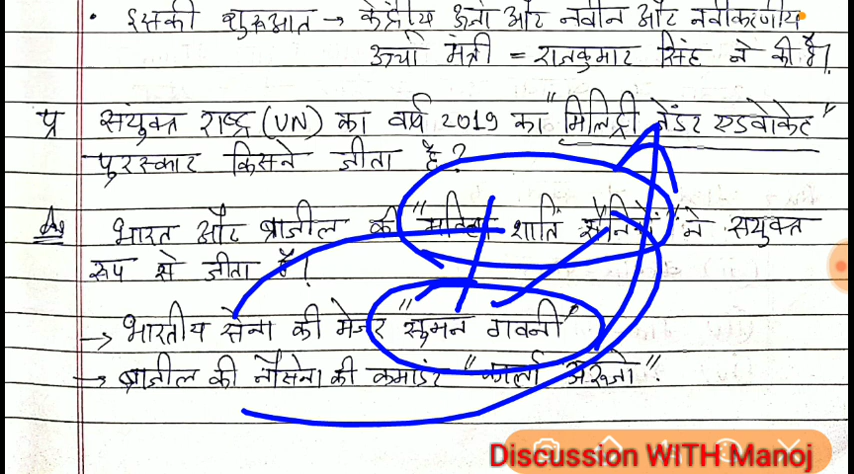 • इसकी शुरूआत → केंद्रीय ऊर्जा और नवीन और नवीकरणीय
ऊर्जा मंत्री = राजकुमार सिंह ने की है।
प्र संयुक्त राष्ट्र (UN) का वर्ष 2019 का "मिलिट्री जेंडर एडवोकेट"
पुरस्कार किसने जीता है?
Ans भारत और ब्राजील की "महिला शांति सैनिकों" ने सयुक्त
रूप से जीता है।
→ भारतीय सेना की मेजर "सुमन गवनी"
→ ब्राजील की नौसेना की कमांडर "कार्ला".
Discussion WiTH Manoj